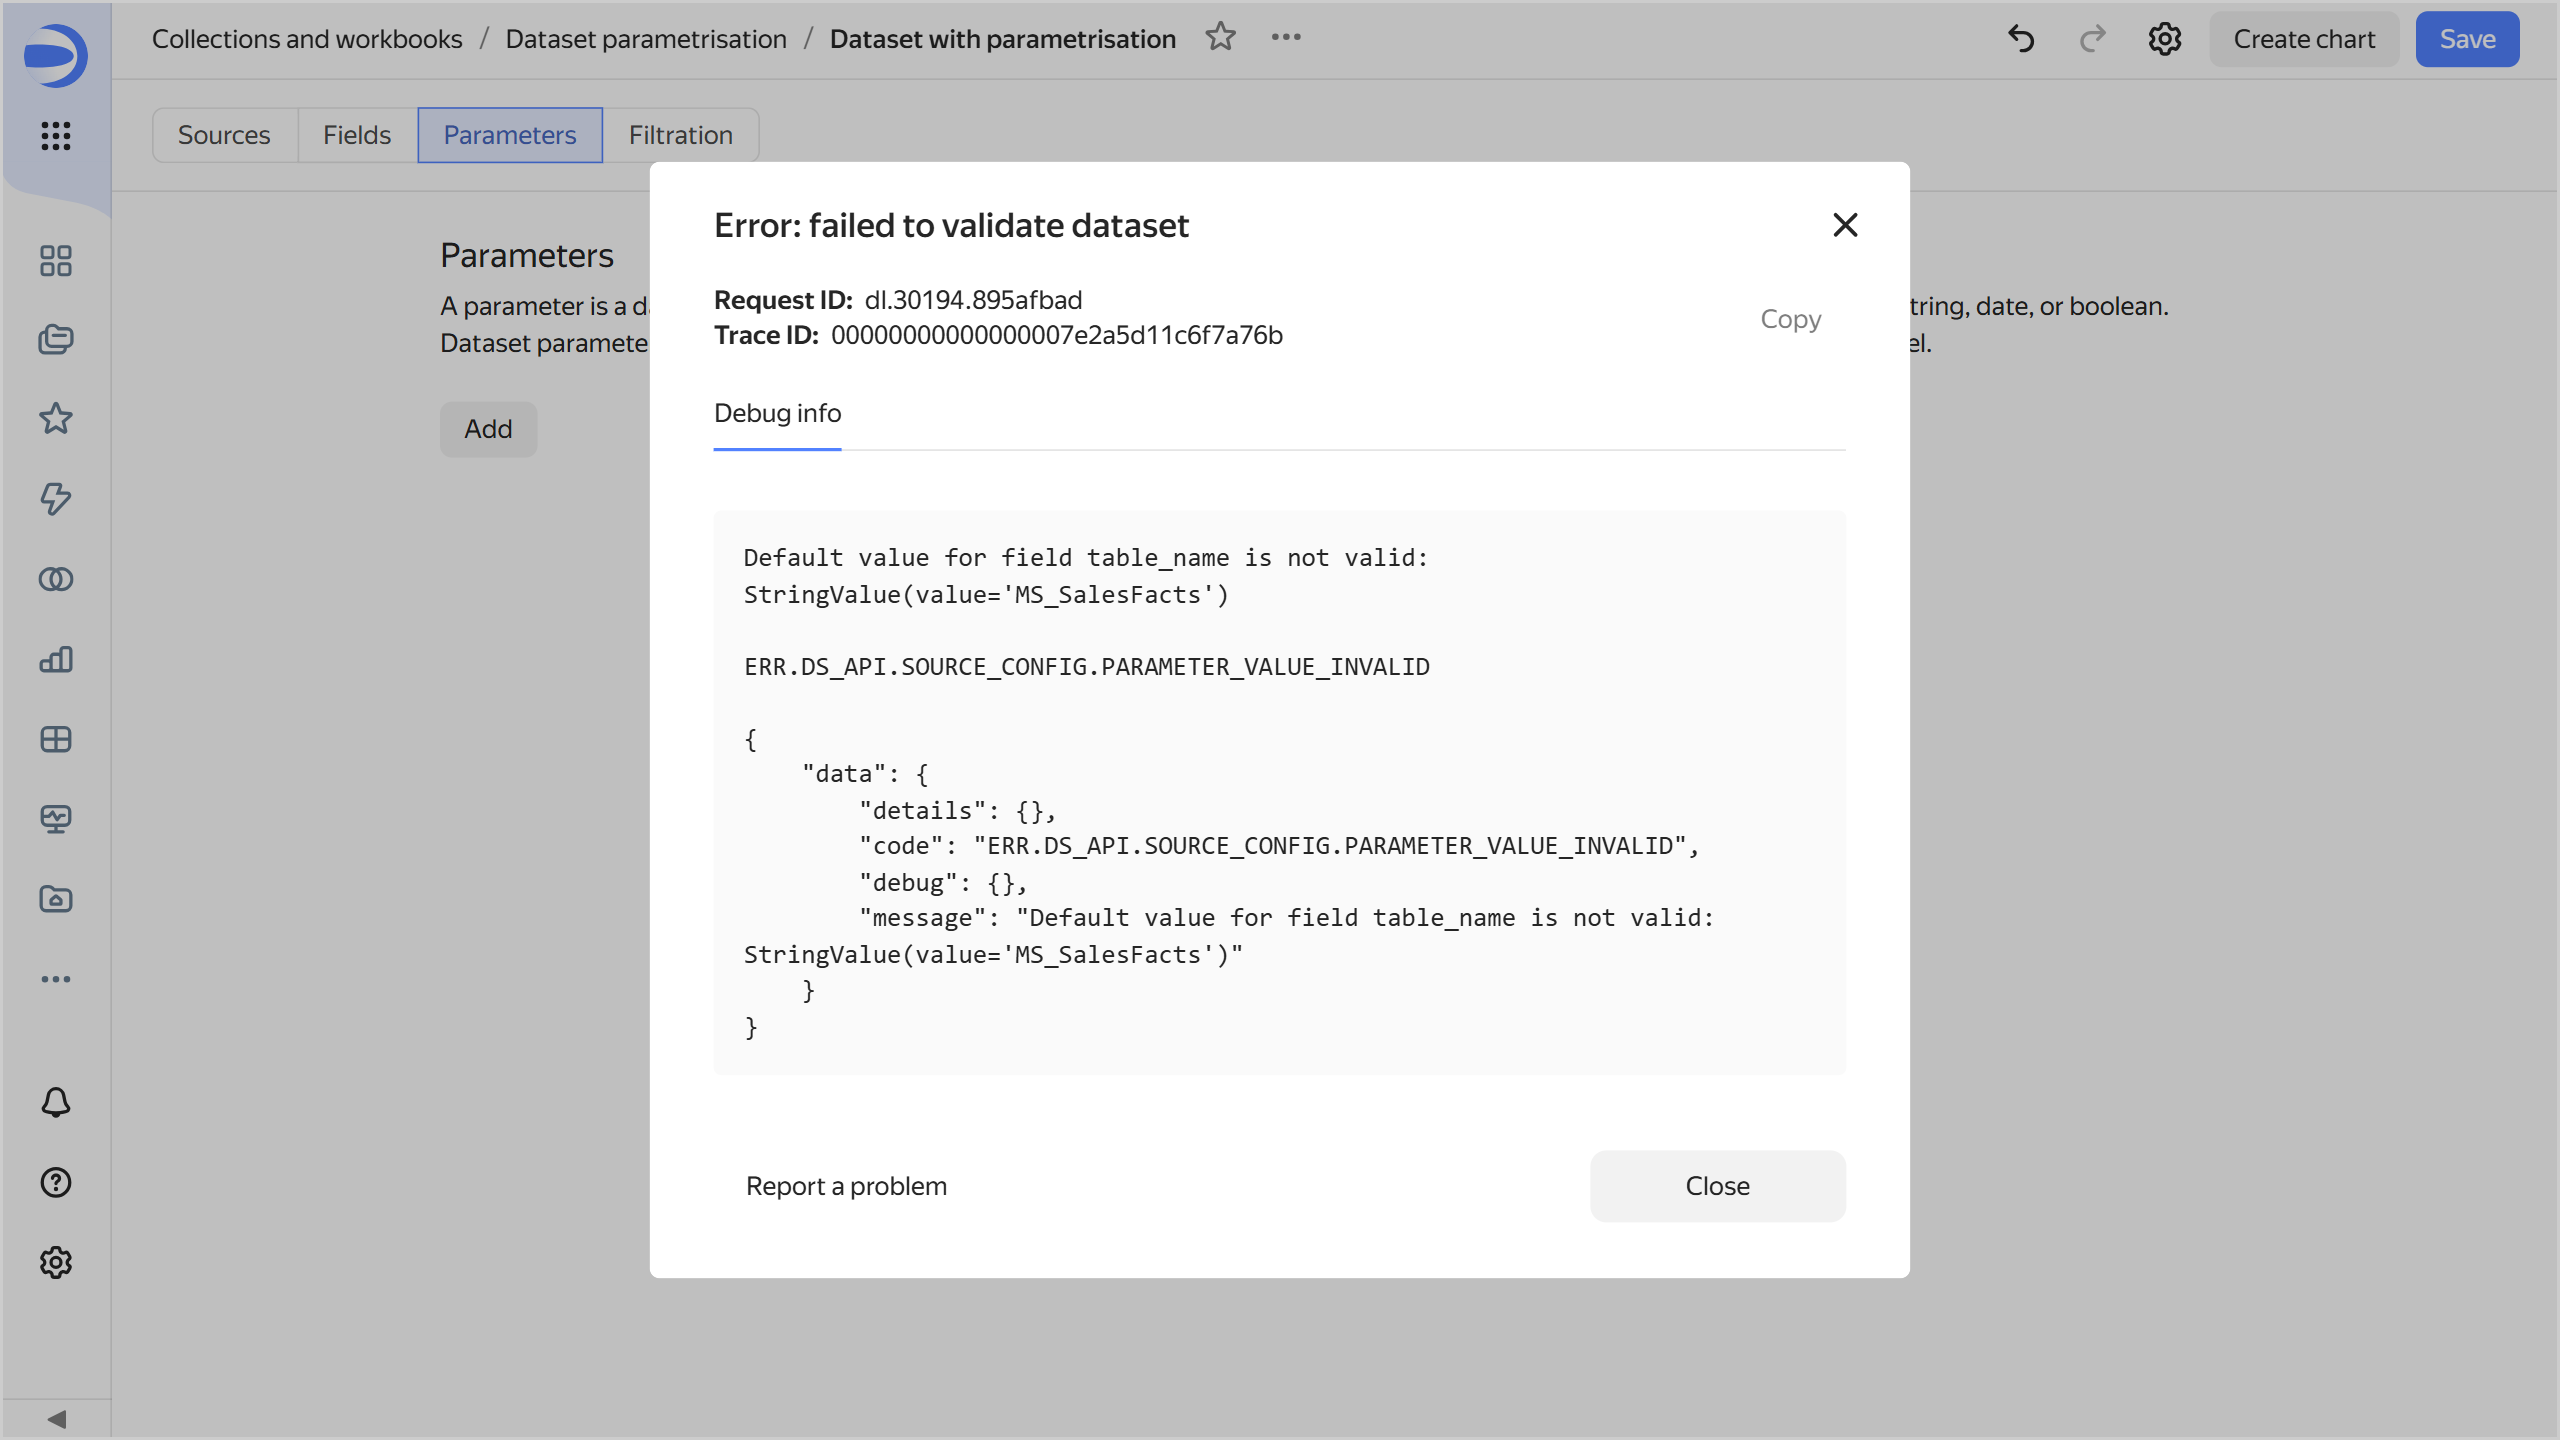 Collections and workbooks / Dataset parametrisation / Dataset with parametrisation
Create chart
Save
Sources
Fields
Parameters
Filtration
Parameters
A parameter is a
tring, date, or boolean.
Dataset paramete
el.
Add
Error: failed to validate dataset
Request ID: dl.30194.895afbad
Trace ID: 00000000000000007e2a5d11c6f7a76b
Copy
Debug info
Default value for field table_name is not valid:
StringValue(value='MS_SalesFacts')
ERR.DS_API.SOURCE_CONFIG.PARAMETER_VALUE_INVALID
{
    "data": {
        "details": {},
        "code": "ERR.DS_API.SOURCE_CONFIG.PARAMETER_VALUE_INVALID",
        "debug": {},
        "message": "Default value for field table_name is not valid:
StringValue(value='MS_SalesFacts')"
    }
}
Report a problem
Close